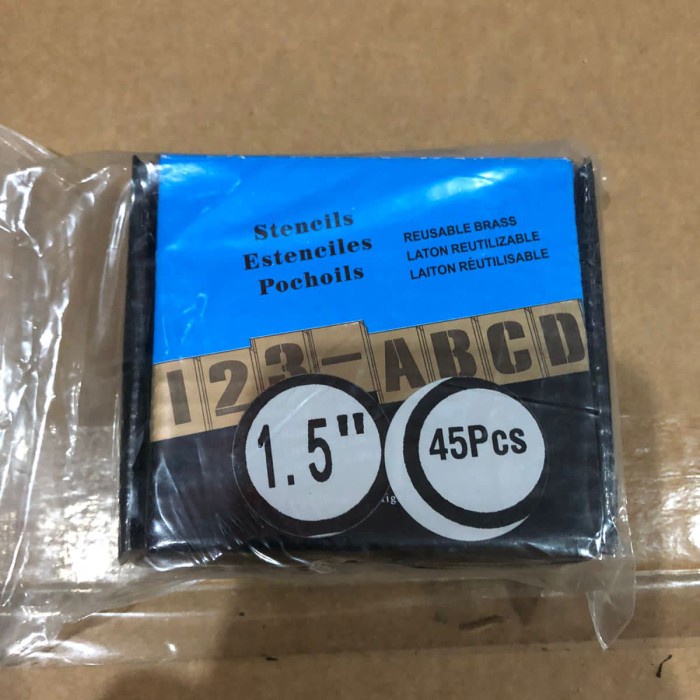 Stencils
Estenciles
Pochoils
REUSABLE BRASS
LATON REUTILIZABLE
LAITON RÉUTILISABLE
123-ABCD
1.5"
45Pcs